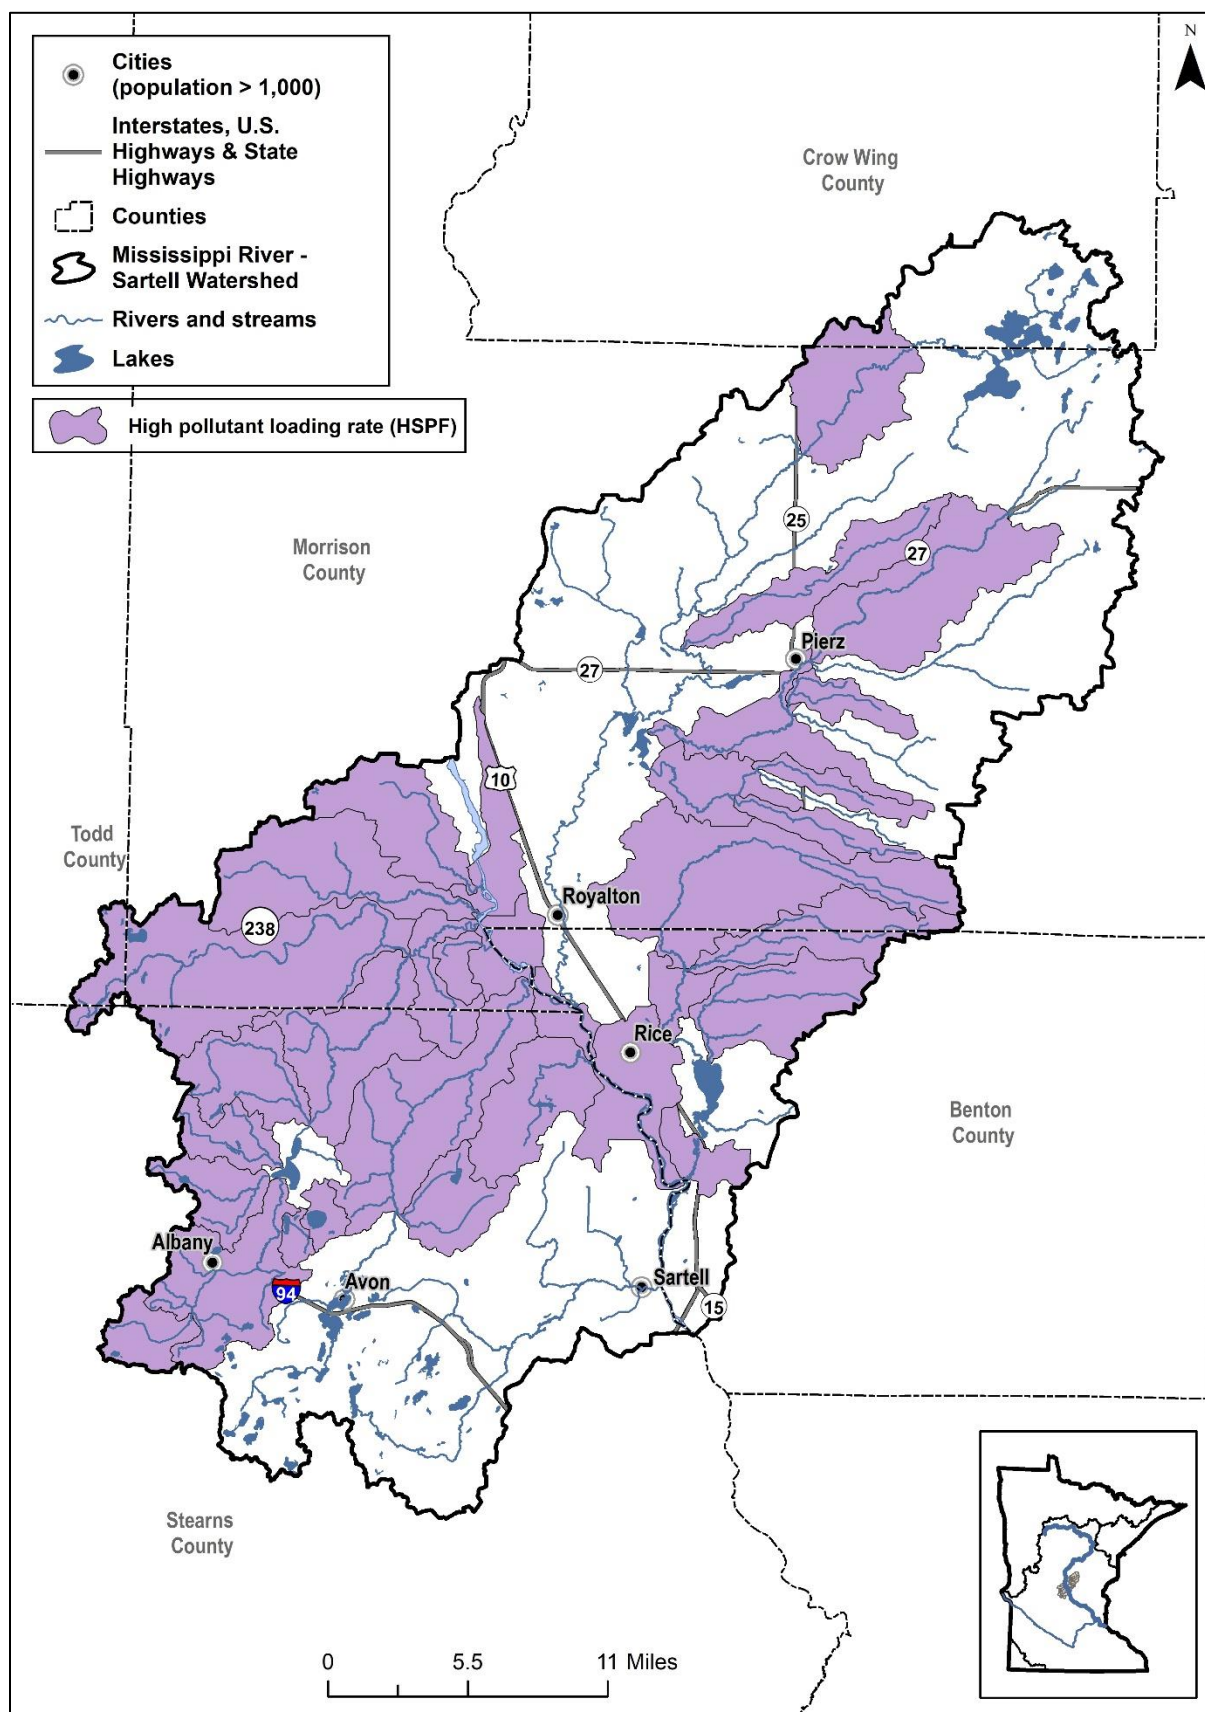 Cities
(population > 1,000)
Interstates, U.S.
Highways & State
Highways
Counties
Mississippi River -
Sartell Watershed
Rivers and streams
Lakes
High pollutant loading rate (HSPF)
N
Crow Wing
County
Morrison
County
25
27
Pierz
27
10
Todd
County
Royalton
238
Rice
Benton
County
Albany
94
Avon
Sartell
15
Stearns
County
0 5.5 11 Miles